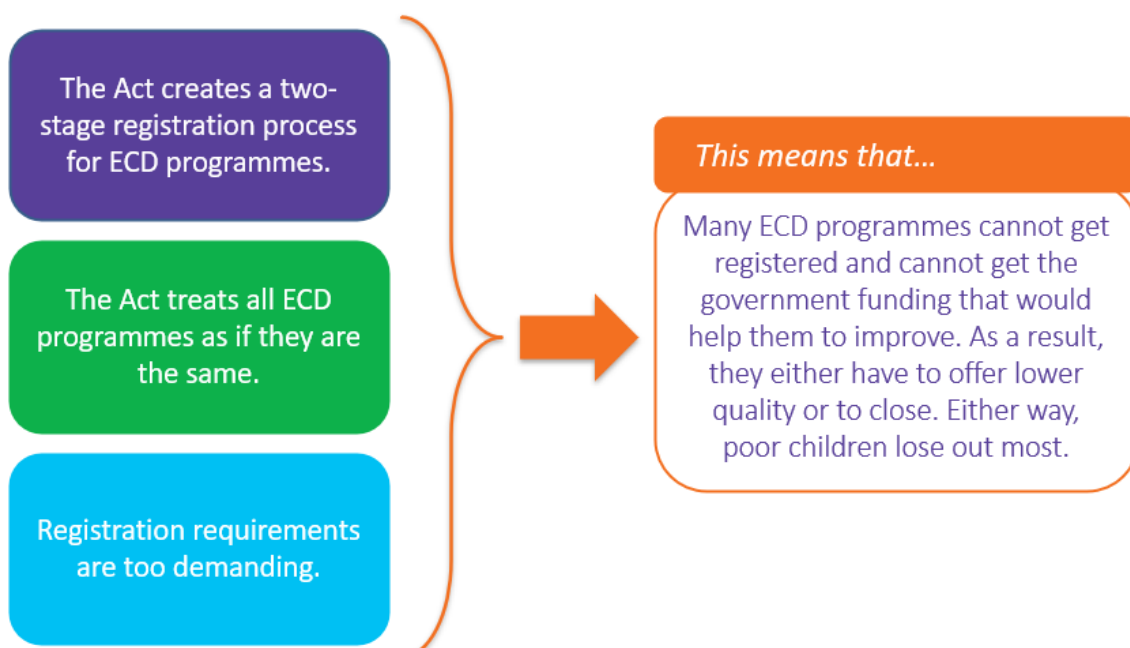 The Act creates a two-
stage registration process
for ECD programmes.
The Act treats all ECD
programmes as if they are
the same.
Registration requirements
are too demanding.
This means that…
Many ECD programmes cannot get
registered and cannot get the
government funding that would
help them to improve. As a result,
they either have to offer lower
quality or to close. Either way,
poor children lose out most.